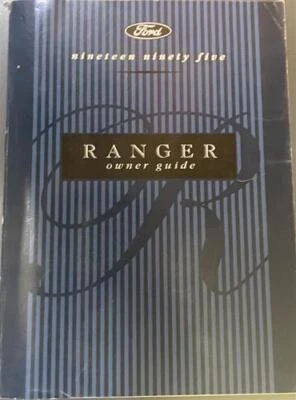 Ford
nineteen ninety five
RANGER
owner guide
R